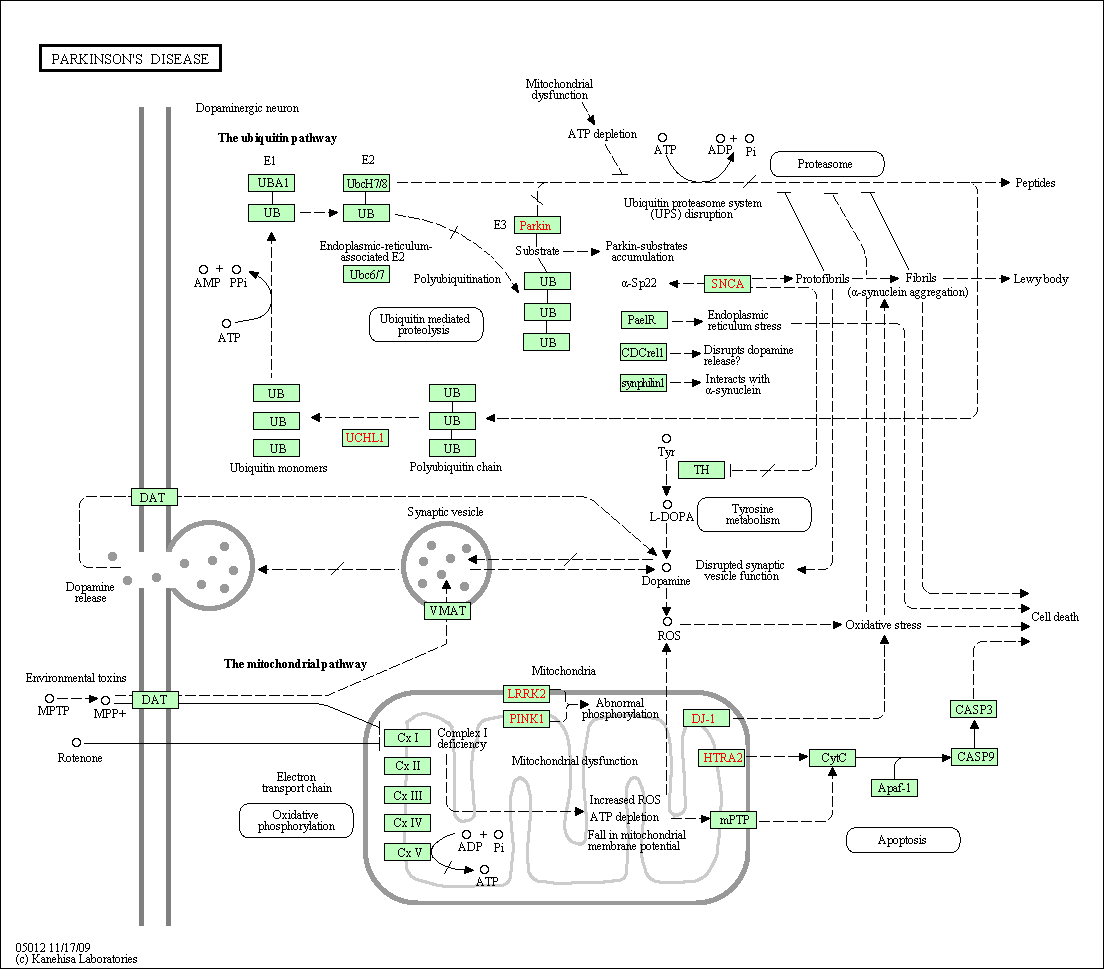 PARKINSON'S DISEASE
Dopaminergic neuron
The ubiquitin pathway
Mitochondrial
dysfunction
ATP depletion
ATP
ADP
+
Pi
Proteasome
E1
E2
UBA1
UbcH7/8
UB
UB
Peptides
Ubiquitin proteasome system
(UPS) disruption
E3
Parkin
Endoplasmic-reticulum-
associated E2
Ubc6/7
Substrate
Parkin-substrates
accumulation
Polyubiquitination
UB
UB
UB
+
AMP
PPi
ATP
Ubiquitin mediated
proteolysis
α-Sp22
SNCA
Protofibrils
Fibrils
(α-synuclein aggregation)
Lewy body
PaelR
Endoplasmic
reticulum stress
CDCrel1
Disrupts dopamine
release?
synphilin1
Interacts with
α-synuclein
UB
UB
UB
Ubiquitin monomers
UCHL1
UB
UB
UB
Polyubiquitin chain
Tyr
TH
L-DOPA
Tyrosine
metabolism
DAT
Synaptic vesicle
Dopamine
release
Dopamine
Disrupted synaptic
vesicle function
VMAT
ROS
Oxidative stress
Cell death
The mitochondrial pathway
Environmental toxins
MPTP
MPP+
DAT
Rotenone
Mitochondria
LRRK2
PINK1
Abnormal
phosphorylation
DJ-1
HTRA2
CytC
CASP3
CASP9
Apaf-1
mPTP
Apoptosis
Cx I
Cx II
Cx III
Cx IV
Cx V
Complex I
deficiency
Mitochondrial dysfunction
Increased ROS
ATP depletion
Fall in mitochondrial
membrane potential
+
ADP
Pi
ATP
Electron
transport chain
Oxidative
phosphorylation
05012 11/17/09
(c) Kanehisa Laboratories